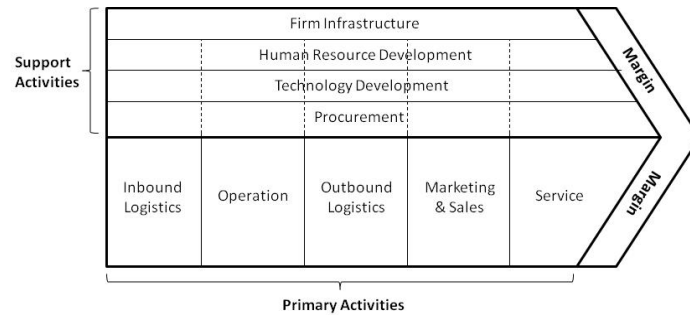 Firm Infrastructure
Support
Activities
Human Resource Development
Technology Development
Procurement
Margin
Inbound
Logistics
Operation
Outbound
Logistics
Marketing
& Sales
Service
Margin
Primary Activities